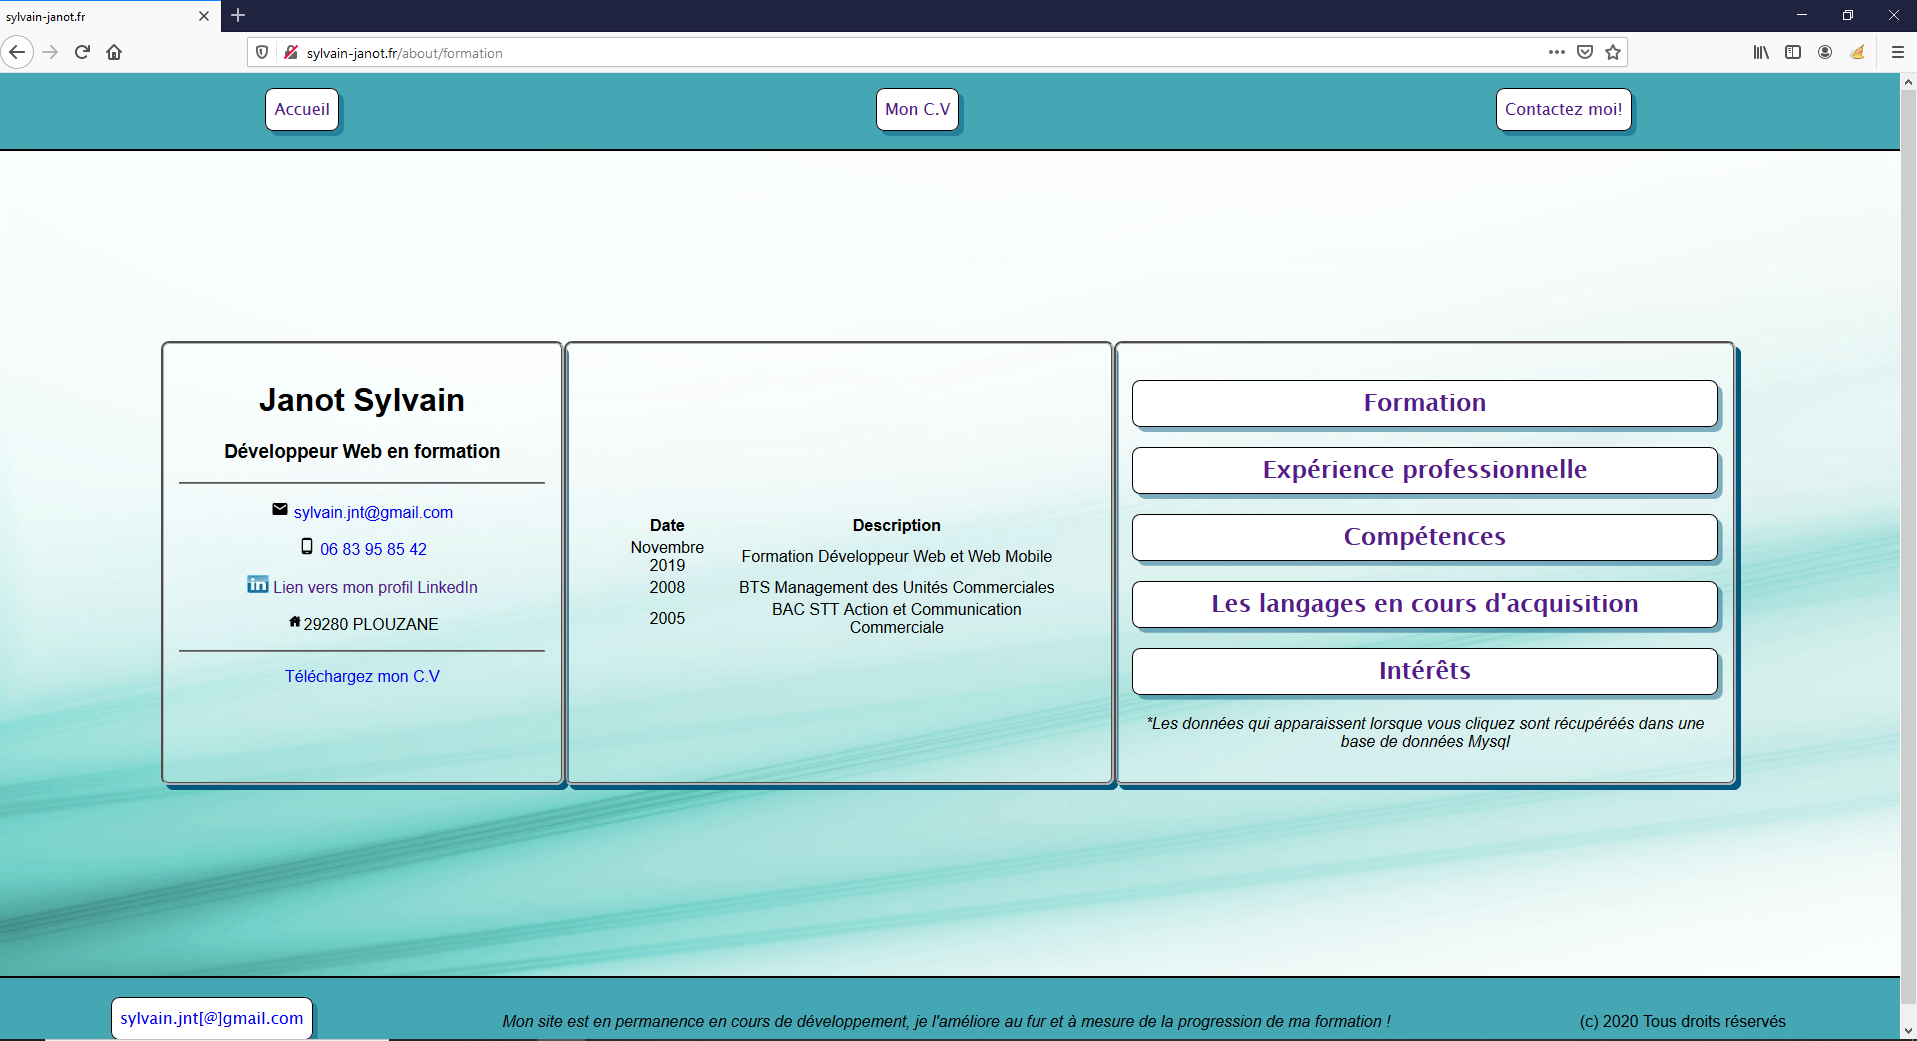 sylvain-janot.fr
sylvain-janot.fr/about/formation
Accueil
Mon C.V
Contactez moi!
Janot Sylvain
Développeur Web en formation
sylvain.jnt@gmail.com
06 83 95 85 42
in Lien vers mon profil LinkedIn
29280 PLOUZANE
Téléchargez mon C.V
Date Description
Novembre
2019
Formation Développeur Web et Web Mobile
2008 BTS Management des Unités Commerciales
2005
BAC STT Action et Communication
Commerciale
Formation
Expérience professionnelle
Compétences
Les langages en cours d'acquisition
Intérêts
*Les données qui apparaissent lorsque vous cliquez sont récupéréés dans une
base de données Mysql
sylvain.jnt[@]gmail.com
Mon site est en permanence en cours de développement, je l'améliore au fur et à mesure de la progression de ma formation !
(c) 2020 Tous droits réservés